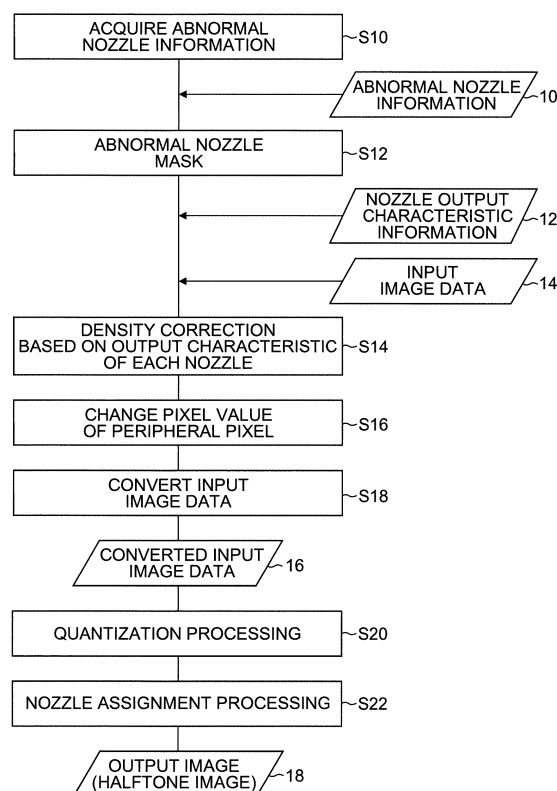 ACQUIRE ABNORMAL
NOZZLE INFORMATION
S10
ABNORMAL NOZZLE
INFORMATION
10
ABNORMAL NOZZLE
MASK
S12
NOZZLE OUTPUT
CHARACTERISTIC
INFORMATION
12
INPUT
IMAGE DATA
14
DENSITY CORRECTION
BASED ON OUTPUT CHARACTERISTIC
OF EACH NOZZLE
S14
CHANGE PIXEL VALUE
OF PERIPHERAL PIXEL
S16
CONVERT INPUT
IMAGE DATA
S18
CONVERTED INPUT
IMAGE DATA
16
QUANTIZATION PROCESSING
S20
NOZZLE ASSIGNMENT PROCESSING
S22
OUTPUT IMAGE
(HALFTONE IMAGE)
18